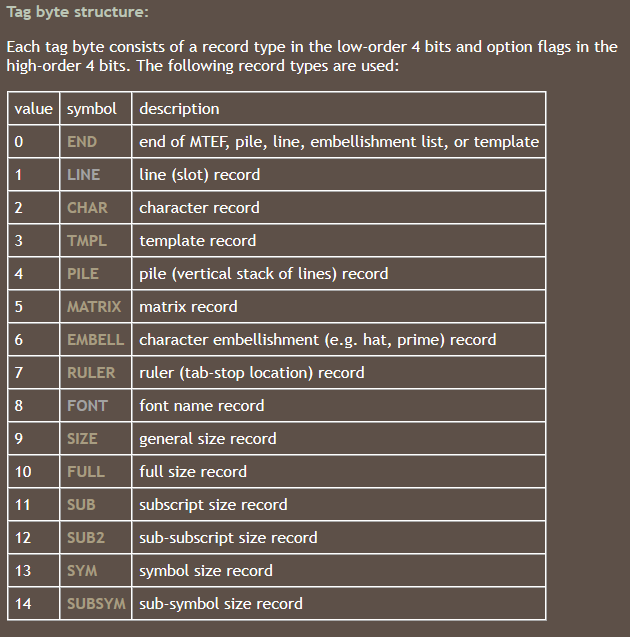 Tag byte structure:
Each tag byte consists of a record type in the low-order 4 bits and option flags in the
high-order 4 bits. The following record types are used:
value symbol description
0 END end of MTEF, pile, line, embellishment list, or template
1 LINE line (slot) record
2 CHAR character record
3 TMPL template record
4 PILE pile (vertical stack of lines) record
5 MATRIX matrix record
6 EMBELL character embellishment (e.g. hat, prime) record
7 RULER ruler (tab-stop location) record
8 FONT font name record
9 SIZE general size record
10 FULL full size record
11 SUB subscript size record
12 SUB2 sub-subscript size record
13 SYM symbol size record
14 SUBSYM sub-symbol size record